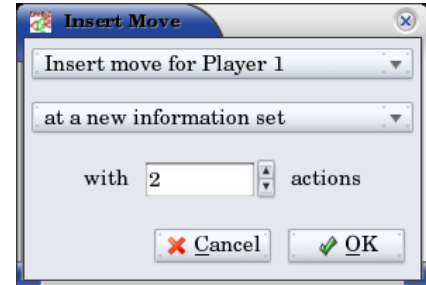 Insert Move
Insert move for Player 1
at a new information set
with 2 actions
Cancel OK